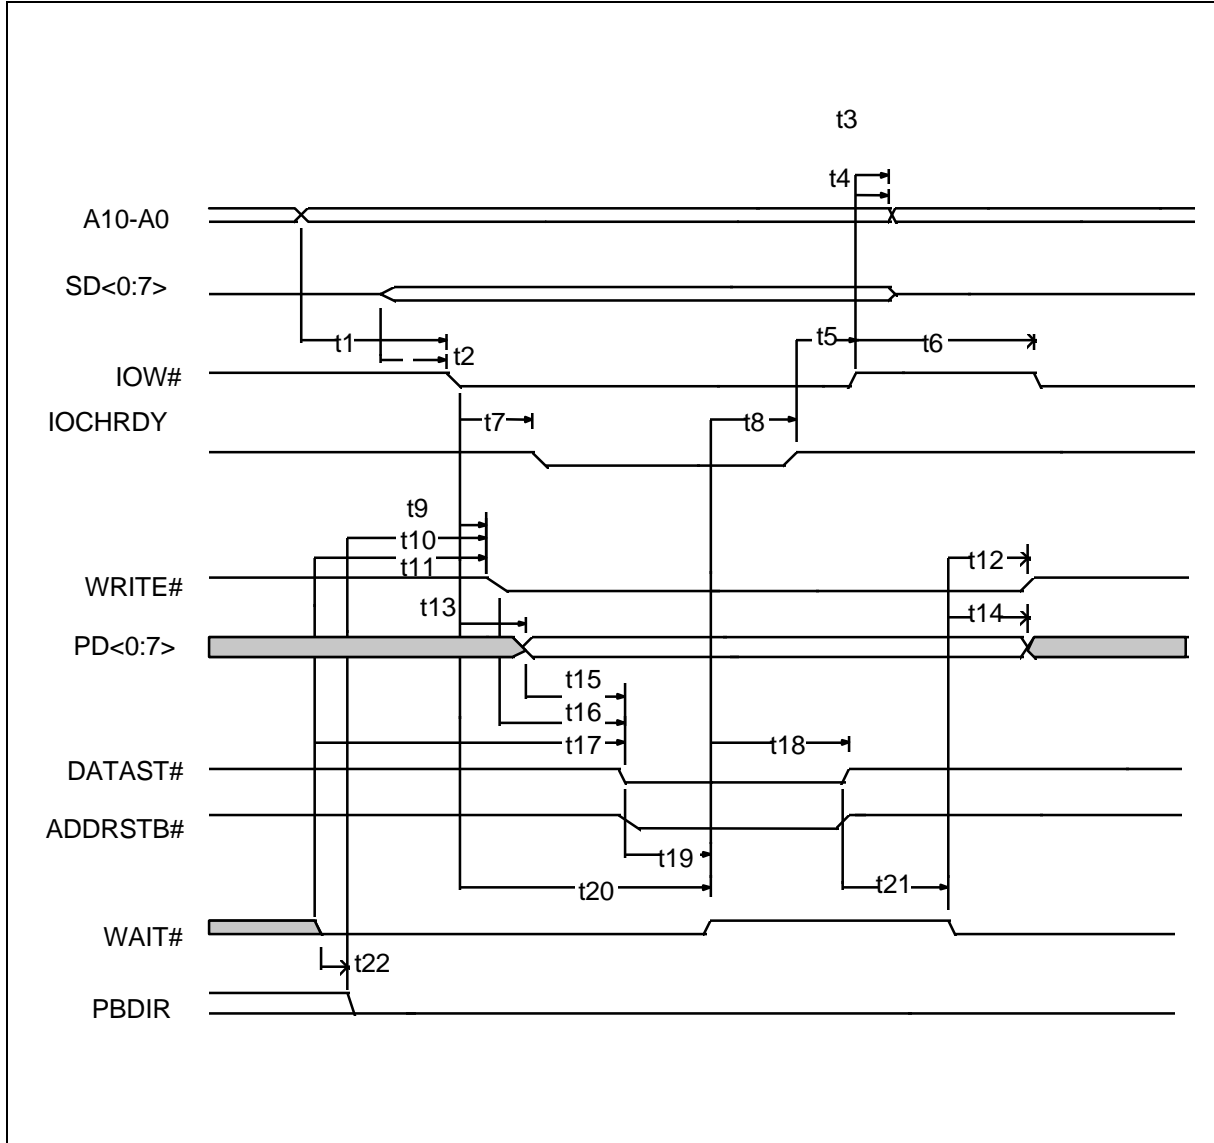 t3
t4
A10-A0
SD<0:7>
t1
t2
t5
t6
IOW#
IOCHRDY
t7
t8
t9
t10
t11
t12
WRITE#
t13
t14
PD<0:7>
t15
t16
t17
t18
DATAST#
ADDRSTB#
t19
t20
t21
WAIT#
t22
PBDIR